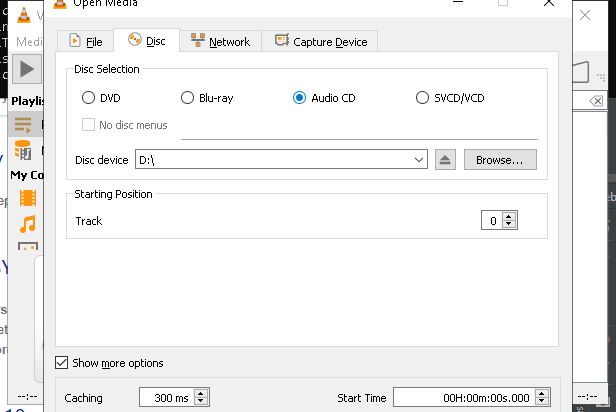 Open Media
Medi
File
Disc
Network
Capture Device
Disc Selection
DVD
Blu-ray
Audio CD
SVCD/VCD
No disc menus
Disc device
D:\
Browse...
Starting Position
Track
0
Show more options
Caching
300 ms
Start Time
00H:00m:00s.000
Playlis
My Co
--:--
--:--